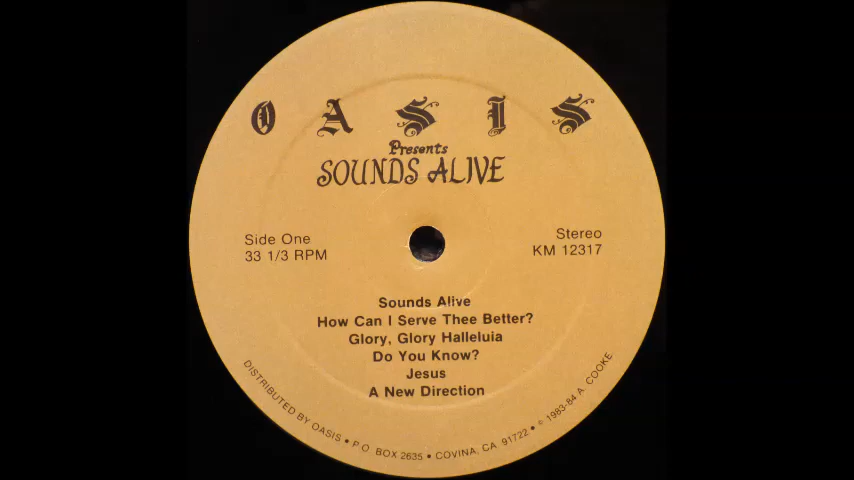 OASIS
Presents
SOUNDS ALIVE
Side One
33 1/3 RPM
Stereo
KM 12317
Sounds Alive
How Can I Serve Thee Better?
Glory, Glory Halleluia
Do You Know?
Jesus
A New Direction
DISTRIBUTED BY OASIS • P.O. BOX 2635 • COVINA, CA. 91722 • © 1983-84 A. COOKE